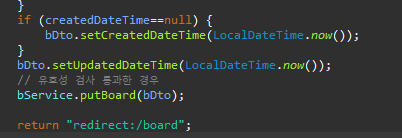 }
if (createdDateTime==null) {
bDto.setCreatedDateTime(LocalDateTime.now());
}
bDto.setUpdatedDateTime(LocalDateTime.now());
// 유효성 검사 통과한 경우
bService.putBoard(bDto);
return "redirect:/board";